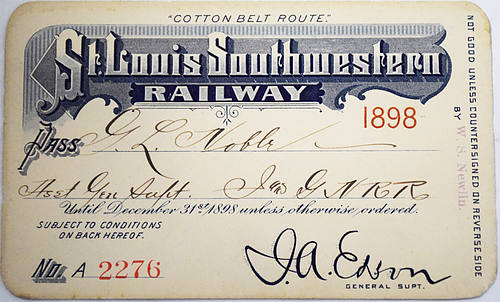 "COTTON BELT ROUTE."
St. Louis Southwestern
RAILWAY
1898
Pass G. L. Noble
Asst Gen Supt I & G N R R
Until December 31st 1898 unless otherwise ordered.
SUBJECT TO CONDITIONS
ON BACK HEREOF.
No. A 2276
J.A. Edson
GENERAL SUPT.
NOT GOOD UNLESS COUNTERSIGNED ON REVERSE SIDE
BY W. S. Newlin.